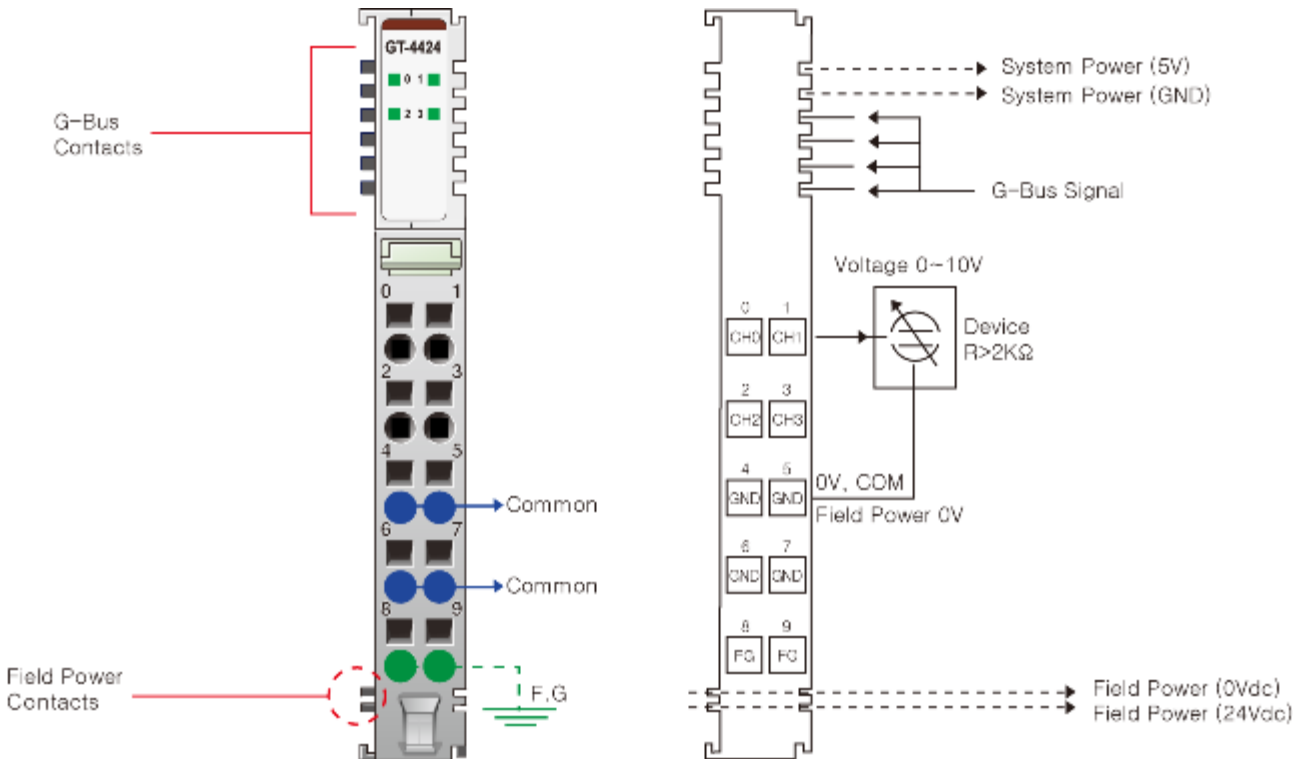 GT-4424
0 1
2 3
G-Bus
Contacts
0 1
2 3
4 5
Common
6 7
Common
8 9
F.G
Field Power
Contacts
System Power (5V)
System Power (GND)
G-Bus Signal
Voltage 0~10V
0 1
CH0 CH1
Device
R>2KΩ
2 3
CH2 CH3
4 5
GND GND
0V, COM
Field Power 0V
6 7
GND GND
8 9
FG FG
Field Power (0Vdc)
Field Power (24Vdc)